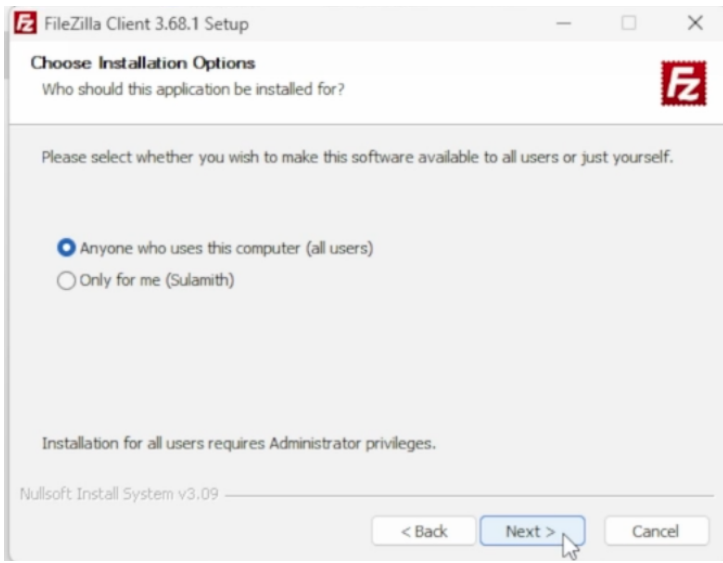 FileZilla Client 3.68.1 Setup
Choose Installation Options
Who should this application be installed for?
Fz
Please select whether you wish to make this software available to all users or just yourself.
Anyone who uses this computer (all users)
Only for me (Sulamith)
Installation for all users requires Administrator privileges.
Nullsoft Install System v3.09
< Back
Next >
Cancel